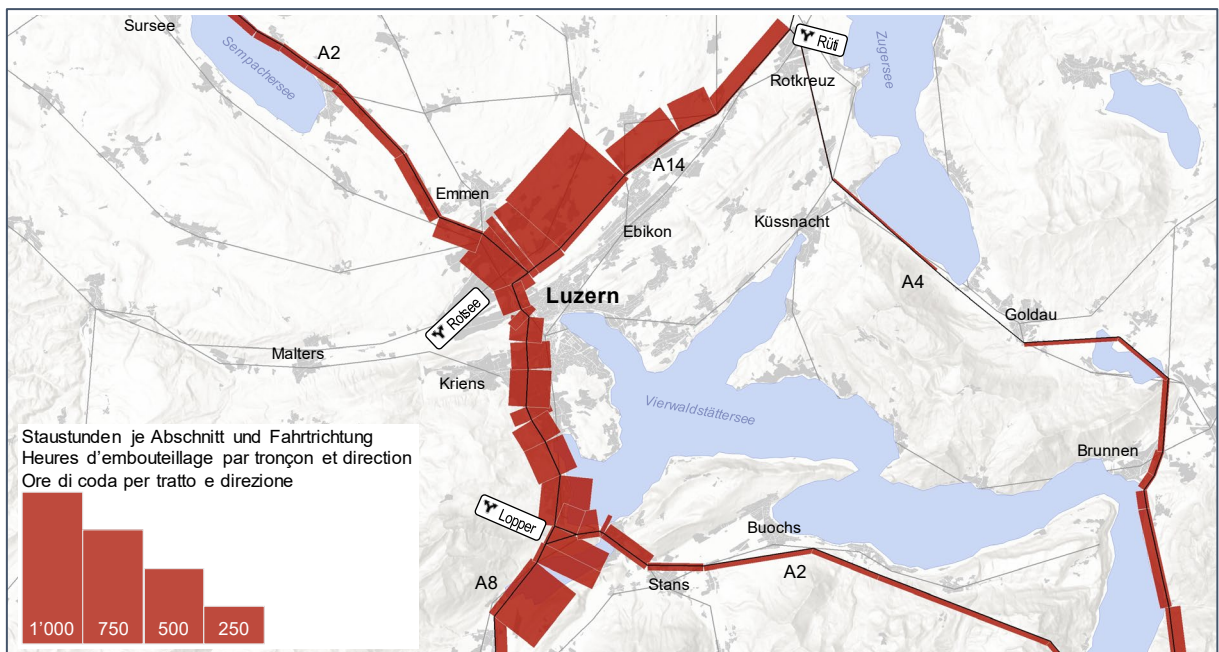 Sursee
A2
Sempachersee
Rüti
Zugersee
Rotkreuz
A14
Emmen
Ebikon
Küssnacht
A4
Luzern
Rotsee
Goldau
Malters
Kriens
Vierwaldstättersee
Brunnen
Staustunden je Abschnitt und Fahrtrichtung
Heures d'embouteillage par tronçon et direction
Ore di coda per tratto e direzione
Lopper
Buochs
A8
Stans
A2
1'000
750
500
250